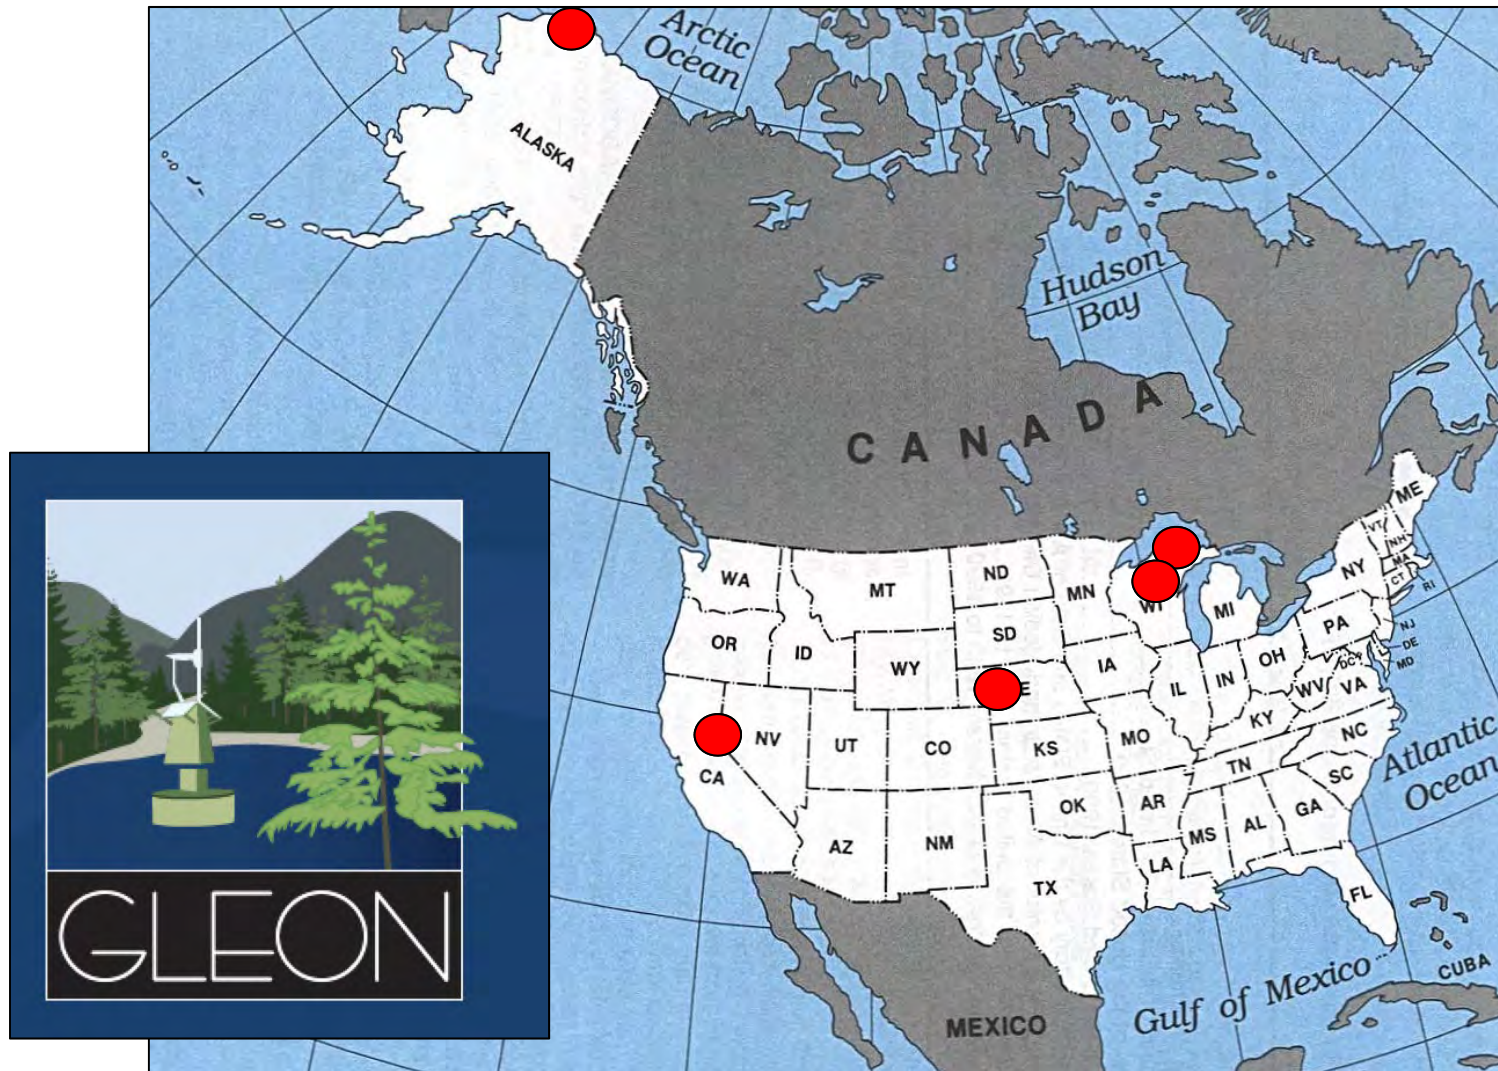 Arctic
Ocean
ALASKA
Hudson
Bay
CANADA
ME
VT
NH
MA
CT
RI
NY
WA
MT
ND
MN
WI
MI
PA
NJ
DE
MD
OR
ID
WY
SD
IA
IL
IN
OH
DC
WV
VA
E
NV
UT
CO
KS
MO
KY
NC
CA
TN
SC
AZ
NM
OK
AR
MS
AL
GA
TX
LA
FL
Atlantic
Ocean
GLEON
MEXICO
Gulf of Mexico
CUBA